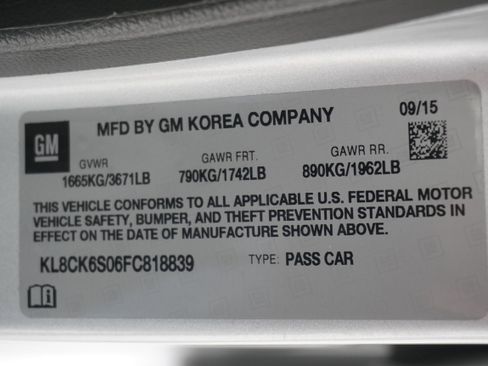 MFD BY GM KOREA COMPANY 09/15
GM
GVWR GAWR FRT. GAWR RR.
1665KG/3671LB 790KG/1742LB 890KG/1962LB
THIS VEHICLE CONFORMS TO ALL APPLICABLE U.S. FEDERAL MOTOR
VEHICLE SAFETY, BUMPER, AND THEFT PREVENTION STANDARDS IN
EFFECT ON THE DATE OF MANUFACTURE SHOWN ABOVE.
KL8CK6S06FC818839 TYPE: PASS CAR